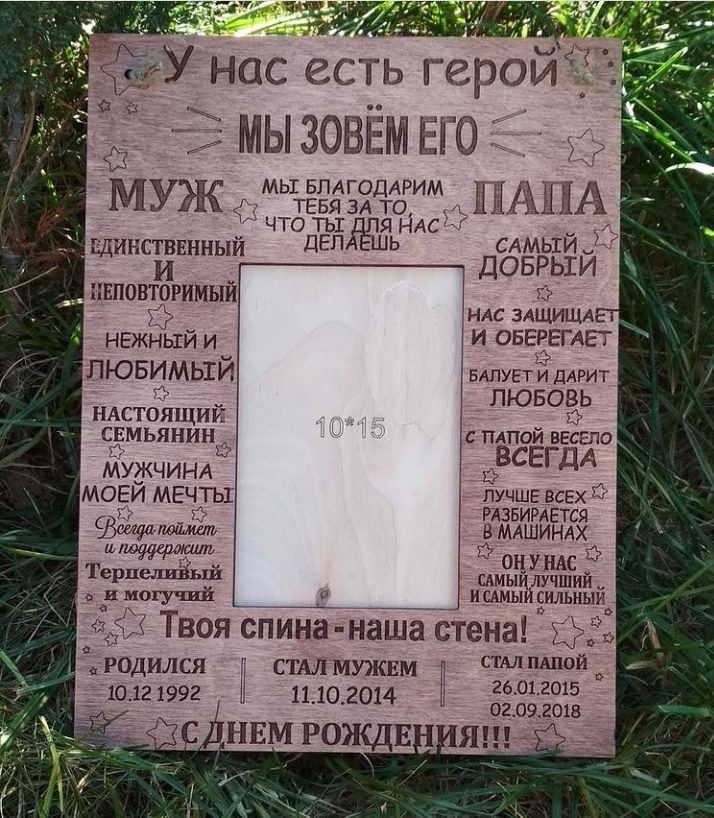 У нас есть герой
МЫ ЗОВЁМ ЕГО
МУЖ
ЕДИНСТВЕННЫЙ
И
НЕПОВТОРИМЫЙ
НЕЖНЫЙ И
ЛЮБИМЫЙ
НАСТОЯЩИЙ
СЕМЬЯНИН
МУЖЧИНА
МОЕЙ МЕЧТЫ
Всегда поймет
и поддержит
Терпеливый
и могучий
МЫ БЛАГОДАРИМ
ТЕБЯ ЗА ТО,
ЧТО ТЫ ДЛЯ НАС
ДЕЛАЕШЬ
10*15
ПАПА
САМЫЙ
ДОБРЫЙ
НАС ЗАЩИЩАЕТ
И ОБЕРЕГАЕТ
БАЛУЕТ И ДАРИТ
ЛЮБОВЬ
С ПАПОЙ ВЕСЕЛО
ВСЕГДА
ЛУЧШЕ ВСЕХ
РАЗБИРАЕТСЯ
В МАШИНАХ
ОН У НАС
САМЫЙ ЛУЧШИЙ
И САМЫЙ СИЛЬНЫЙ
Твоя спина - наша стена!
РОДИЛСЯ
10.12 1992
СТАЛ МУЖЕМ
11.10.2014
СТАЛ ПАПОЙ
26.01.2015
02.09.2018
С ДНЕМ РОЖДЕНИЯ!!!